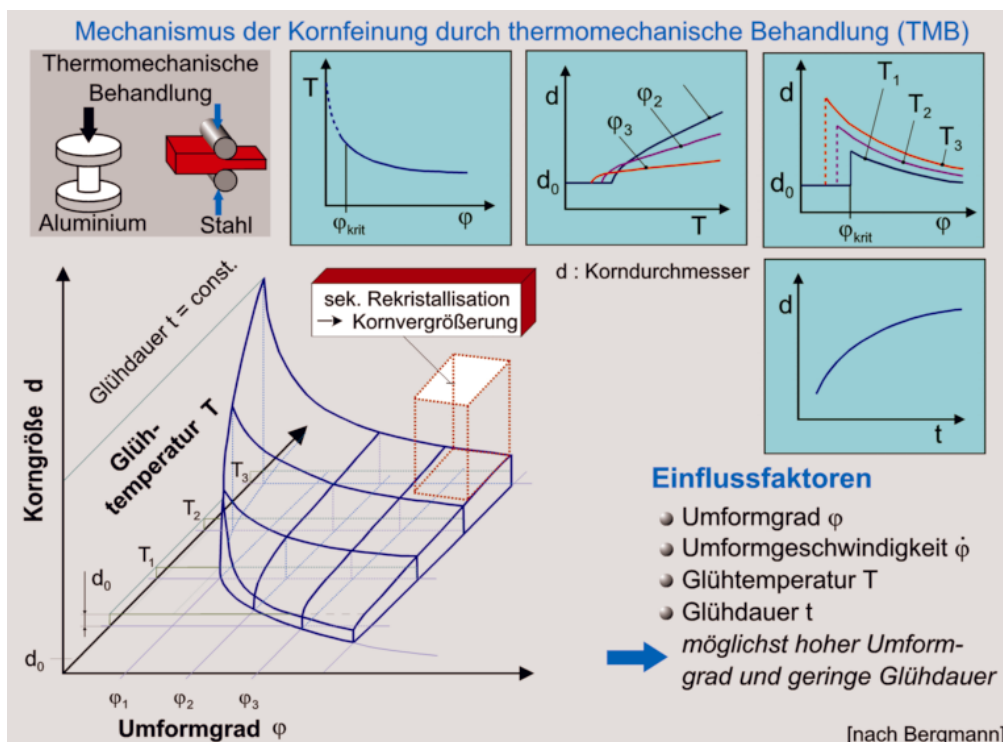 Mechanismus der Kornfeinung durch thermomechanische Behandlung (TMB)
Thermomechanische
Behandlung
Aluminium
Stahl
T
φkrit
φ
d
φ2
φ3
d0
T
d
T1
T2
T3
d0
φkrit
φ
d : Korndurchmesser
d
t
sek. Rekristallisation
→ Kornvergrößerung
Glühdauer t = const.
Korngröße d
Glüh-
temperatur T
T3
T2
T1
d0
d0
φ1
φ2
φ3
Umformgrad φ
Einflussfaktoren
Umformgrad φ
Umformgeschwindigkeit φ̇
Glühtemperatur T
Glühdauer t
möglichst hoher Umform-
grad und geringe Glühdauer
[nach Bergmann]